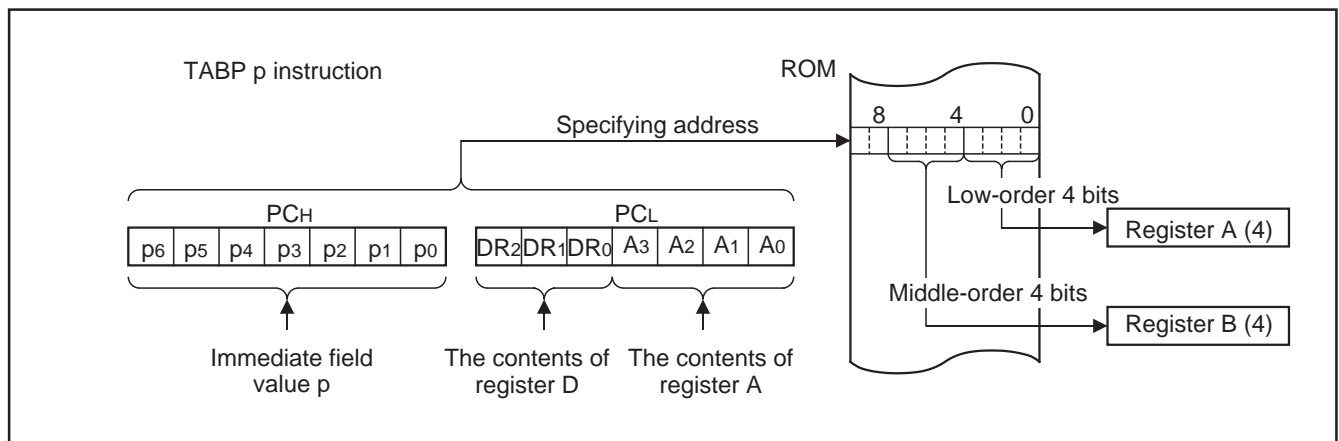 TABP p instruction
ROM
8 4 0
Specifying address
Low-order 4 bits
PCH PCL
Register A (4)
p6 p5 p4 p3 p2 p1 p0 DR2 DR1 DR0 A3 A2 A1 A0
Middle-order 4 bits
Register B (4)
Immediate field
value p
The contents of
register D
The contents of
register A